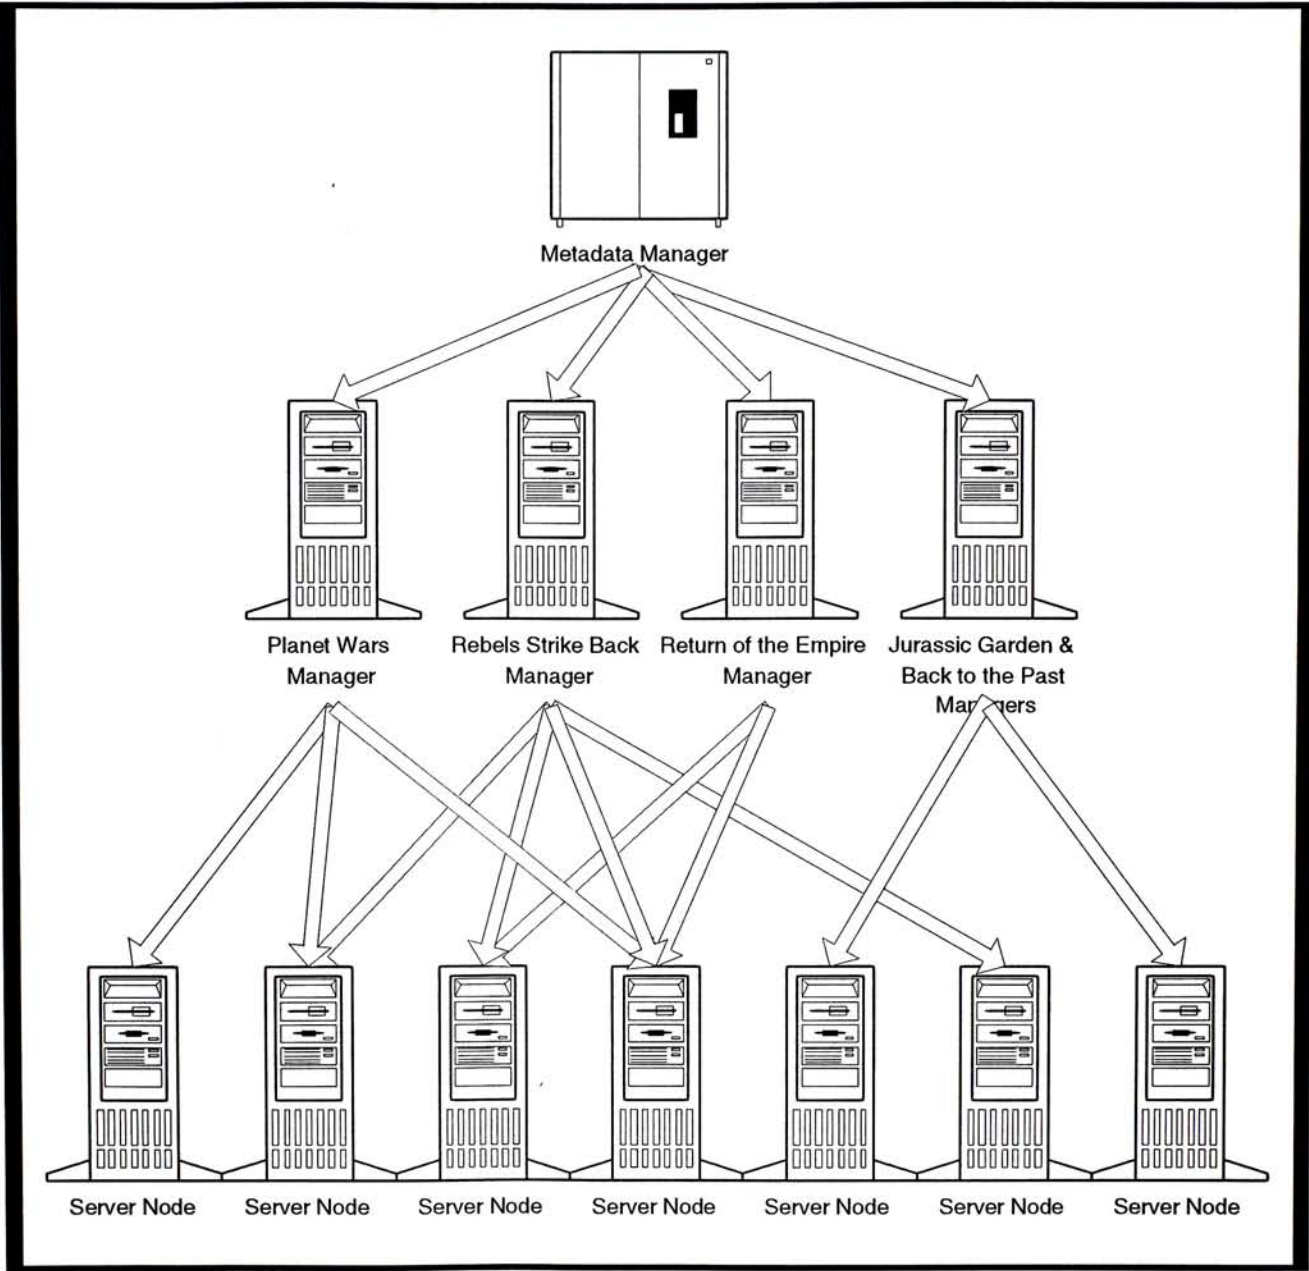 Metadata Manager
Planet Wars
Manager
Rebels Strike Back
Manager
Return of the Empire
Manager
Jurassic Garden &
Back to the Past
Managers
Server Node
Server Node
Server Node
Server Node
Server Node
Server Node
Server Node